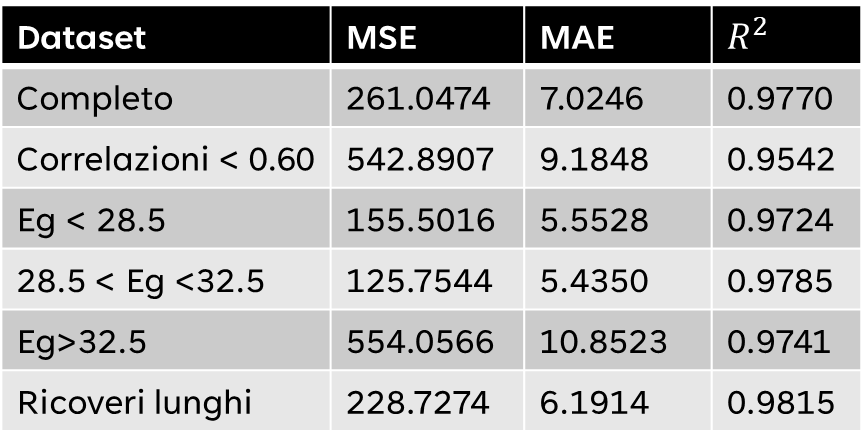 Dataset MSE MAE R²
Completo 261.0474 7.0246 0.9770
Correlazioni < 0.60 542.8907 9.1848 0.9542
Eg < 28.5 155.5016 5.5528 0.9724
28.5 < Eg <32.5 125.7544 5.4350 0.9785
Eg>32.5 554.0566 10.8523 0.9741
Ricoveri lunghi 228.7274 6.1914 0.9815